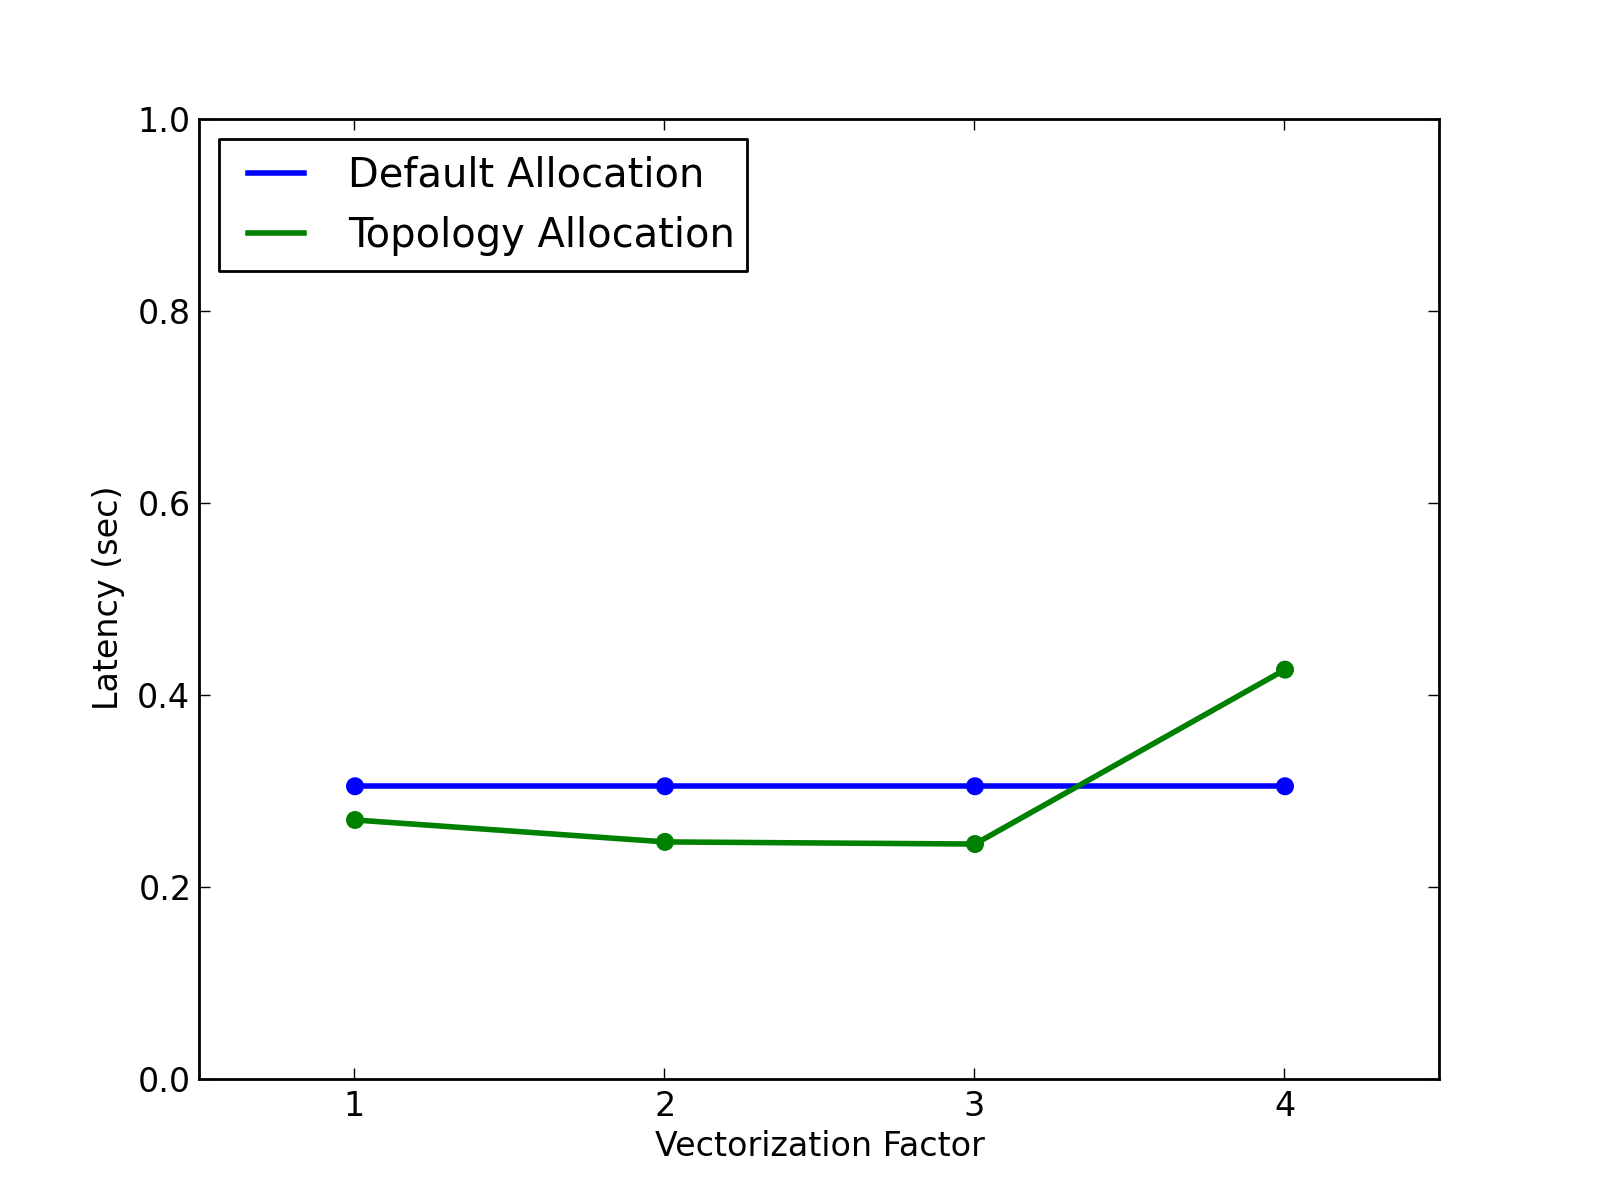 1.0
Default Allocation
Topology Allocation
0.8
0.6
Latency (sec)
0.4
0.2
0.0
1 2 3 4
Vectorization Factor